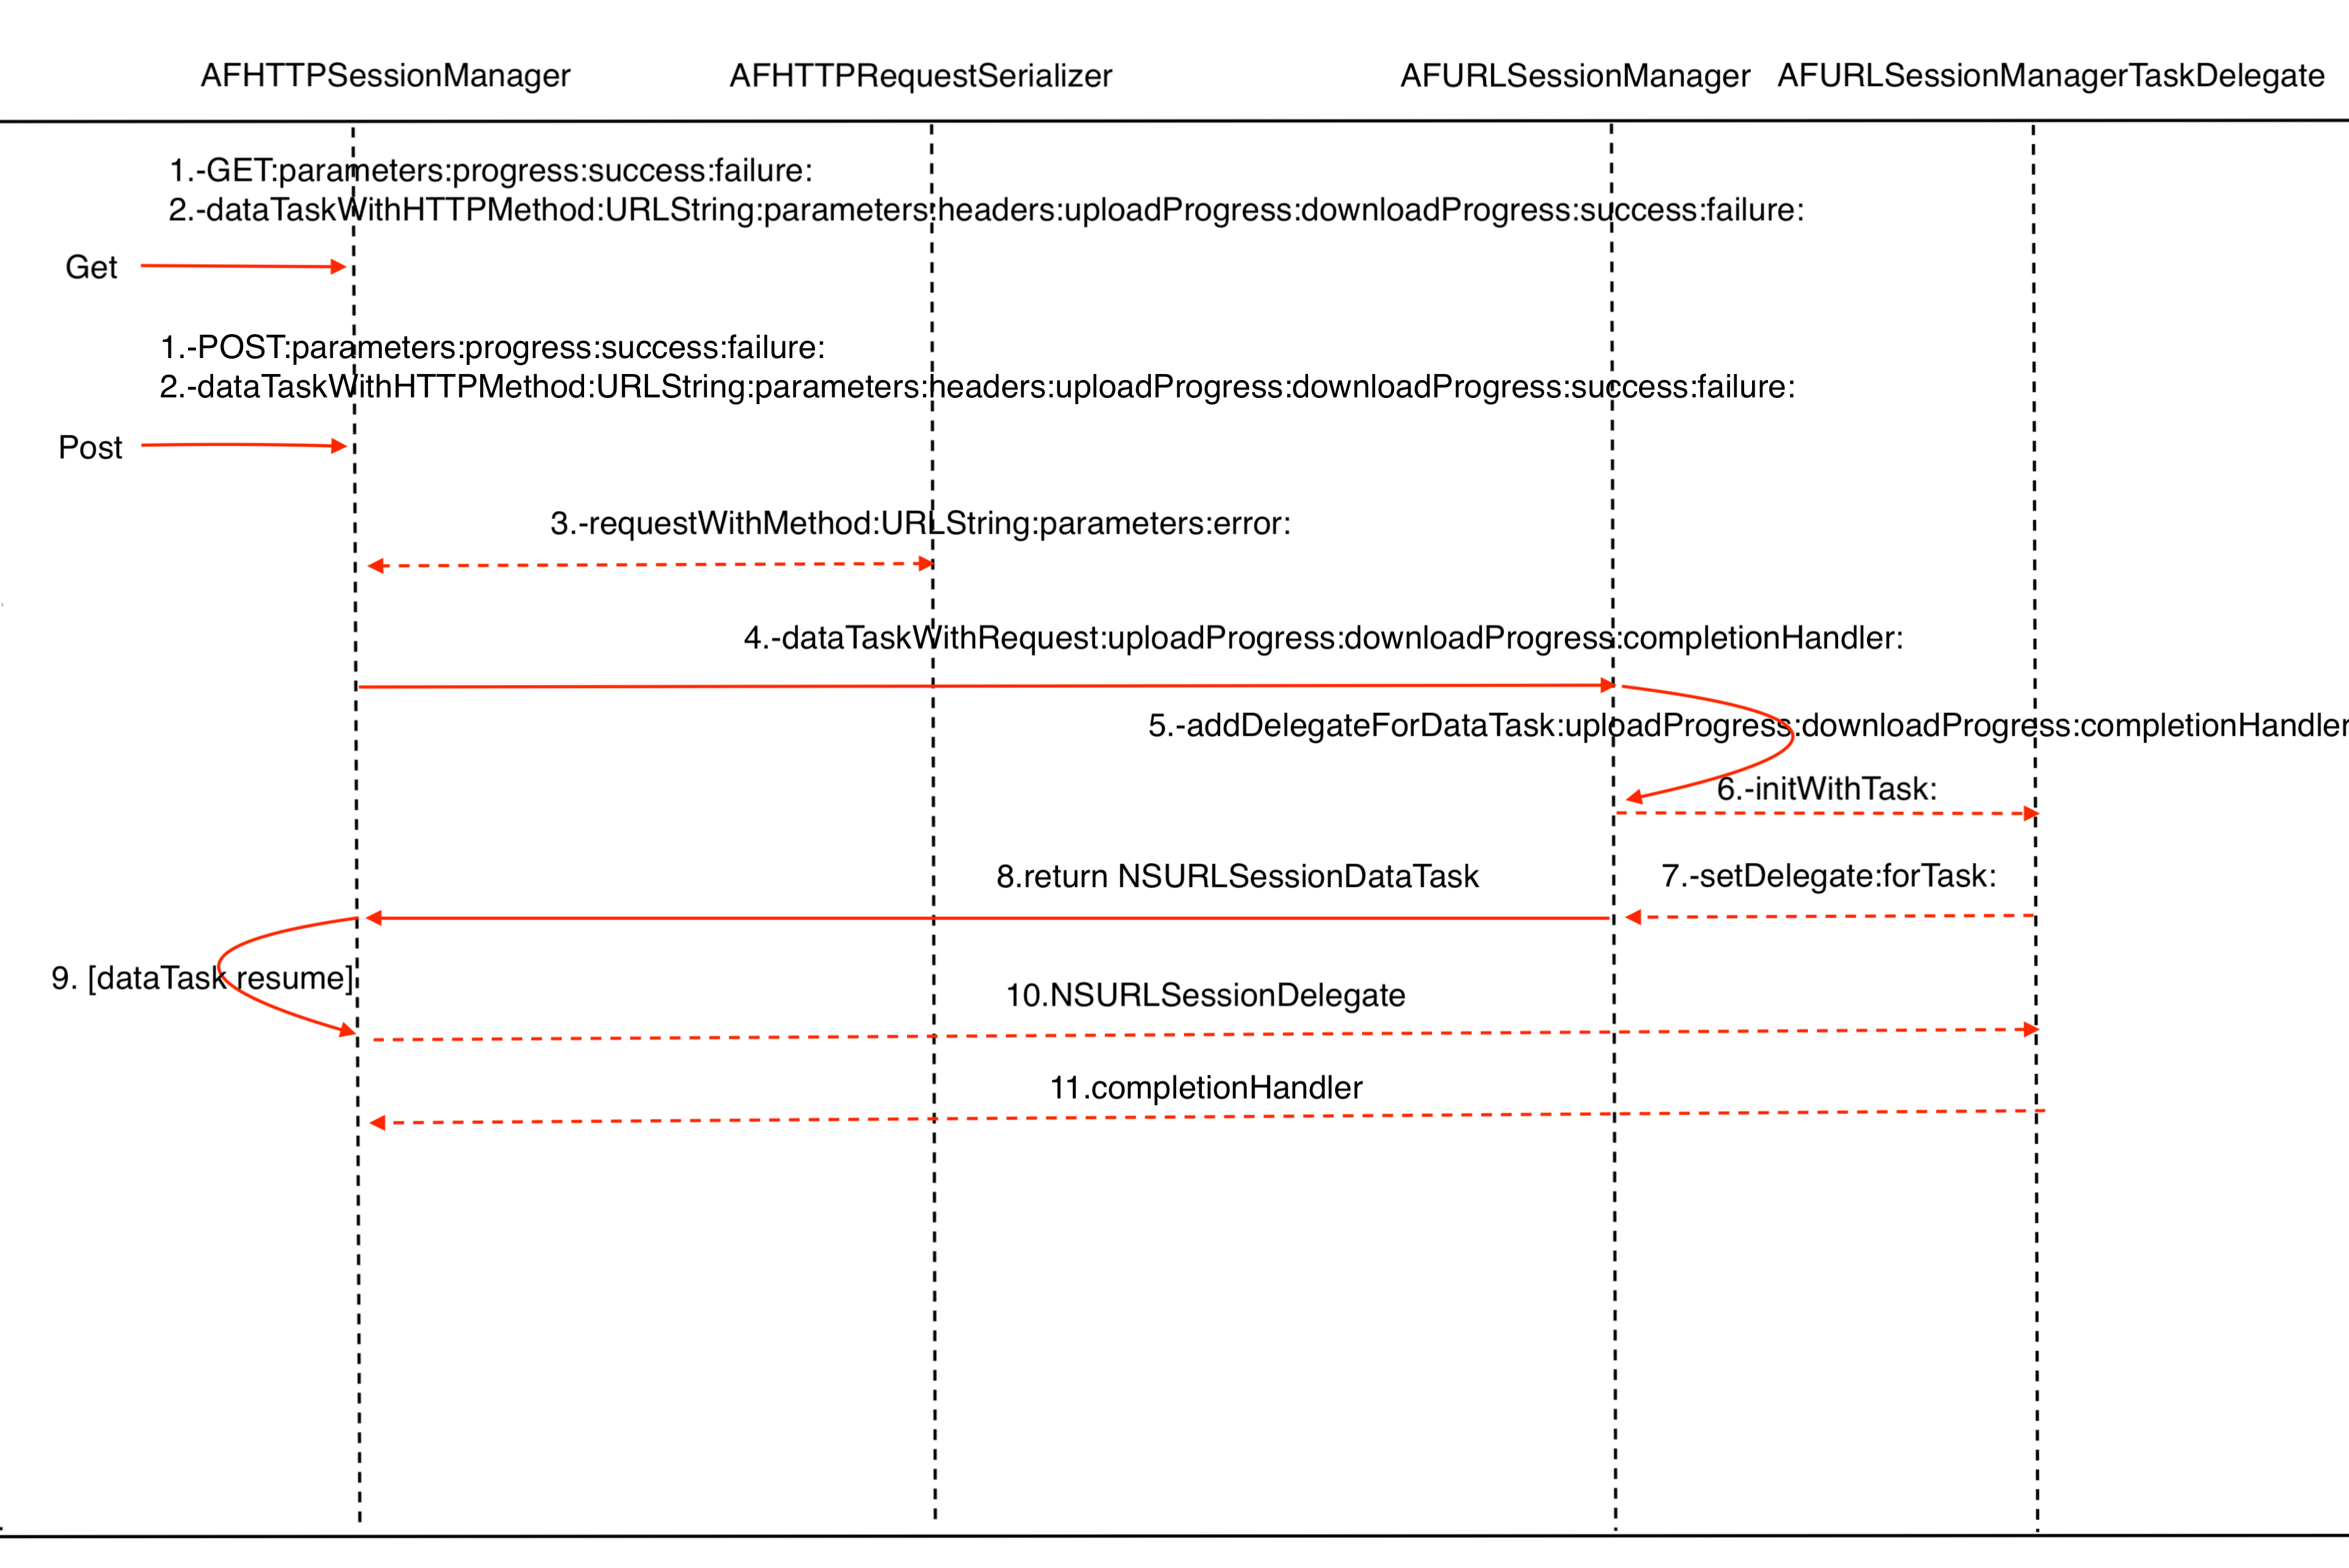 AFHTTPSessionManager
AFHTTPRequestSerializer
AFURLSessionManager
AFURLSessionManagerTaskDelegate
1.-GET:parameters:progress:success:failure:
2.-dataTaskWithHTTPMethod:URLString:parameters:headers:uploadProgress:downloadProgress:success:failure:
Get
1.-POST:parameters:progress:success:failure:
2.-dataTaskWithHTTPMethod:URLString:parameters:headers:uploadProgress:downloadProgress:success:failure:
Post
3.-requestWithMethod:URLString:parameters:error:
4.-dataTaskWithRequest:uploadProgress:downloadProgress:completionHandler:
5.-addDelegateForDataTask:uploadProgress:downloadProgress:completionHandler
6.-initWithTask:
8.return NSURLSessionDataTask
7.-setDelegate:forTask:
9. [dataTask resume]
10.NSURLSessionDelegate
11.completionHandler